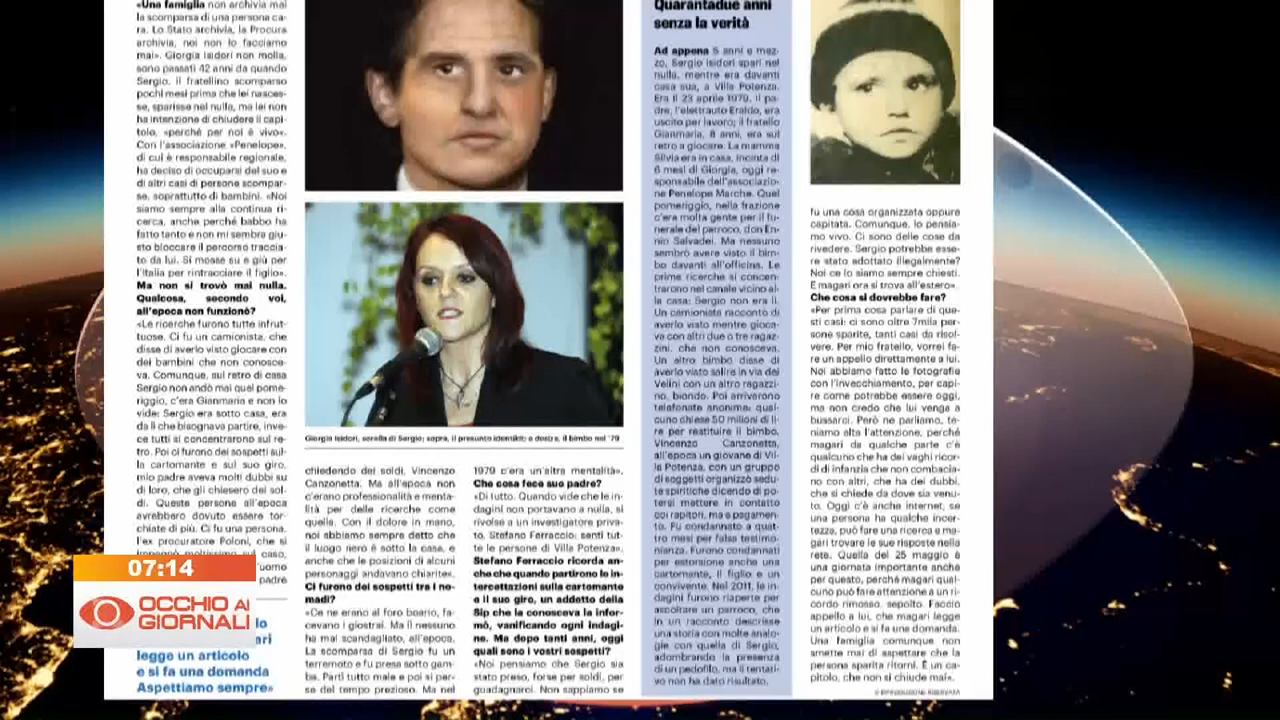 «Una famiglia non archivia mai
la scomparsa di una persona ca-
ra. Lo Stato archivia, la Procura
archivia, noi non lo facciamo
mai». Giorgia Isidori non molla,
sono passati 42 anni da quando
Sergio, il fratellino scomparso
pochi mesi prima che lei nasces-
se, sparisse nel nulla, ma lei non
ha intenzione di chiudere il capi-
tolo, «perché per noi è vivo».
Con l'associazione «Penelope»,
di cui è responsabile regionale,
ha deciso di occuparsi del suo e
di altri casi di persone scompar-
se, soprattutto di bambini. «Noi
siamo sempre alla continua ri-
cerca, anche perché babbo ha
fatto tanto e non mi sembra giu-
sto bloccare il percorso traccia-
to da lui. Si mosse su e giù per
l'Italia per rintracciare il figlio».
Ma non si trovò mai nulla.
Qualcosa, secondo voi,
all'epoca non funzionò?
«Le ricerche furono tutte infrut-
tuose. Ci fu un camionista, che
disse di averlo visto giocare con
dei bambini che non conosce-
va. Comunque, sul retro di casa
Sergio non andò mai quel pome-
riggio, c'era Gianmaria e non lo
vide: Sergio era sotto casa, era
da lì che bisognava partire, inve-
ce tutti si concentrarono sul re-
tro. Poi ci furono dei sospetti sul-
la cartomante e sul suo giro,
mio padre aveva molti dubbi su
di loro, che gli chiesero dei sol-
di. Queste persone all'epoca
avrebbero dovuto essere tor-
chiate di più. Ci fu una persona,
l'ex procuratore Poloni, che si
impegnò moltissimo sul caso,
'uomo
padre
07:14
OCCHIO AI
GIORNALI
legge un articolo
e si fa una domanda
Aspettiamo sempre»
Giorgia Isidori, sorella di Sergio; sopra, il presunto identikit; a destra, il bimbo nel '79
chiedendo dei soldi, Vincenzo
Canzonetta. Ma all'epoca non
c'erano professionalità e menta-
lità per delle ricerche come
quella. Con il dolore in mano,
noi abbiamo sempre detto che
il luogo nero è sotto la casa, e
anche che le posizioni di alcuni
personaggi andavano chiarite».
Ci furono dei sospetti tra i no-
madi?
«Ce ne erano al foro boario, fa-
cevano i giostrai. Ma lì nessuno
ha mai scandagliato, all'epoca.
La scomparsa di Sergio fu un
terremoto e fu presa sotto gam-
ba. Partì tutto male e poi si per-
se del tempo prezioso. Ma nel
1979 c'era un'altra mentalità».
Che cosa fece suo padre?
«Di tutto. Quando vide che le in-
dagini non portavano a nulla, si
rivolse a un investigatore priva-
to, Stefano Ferraccio; sentì tut-
te le persone di Villa Potenza».
Stefano Ferraccio ricorda an-
che che quando partirono le in-
tercettazioni sulla cartomante
e il suo giro, un addetto della
Sip che la conosceva la infor-
mò, vanificando ogni indagi-
ne. Ma dopo tanti anni, oggi
quali sono i vostri sospetti?
«Noi pensiamo che Sergio sia
stato preso, forse per soldi, per
guadagnarci. Non sappiamo se
Quarantadue anni
senza la verità
Ad appena 5 anni e mez-
zo, Sergio Isidori sparì nel
nulla, mentre era davanti
casa sua, a Villa Potenza.
Era il 23 aprile 1979. Il pa-
dre, l'elettrauto Eraldo, era
uscito per lavoro; il fratello
Gianmaria, 8 anni, era sul
retro a giocare. La mamma
Silvia era in casa, incinta di
6 mesi di Giorgia, oggi re-
sponsabile dell'associazio-
ne Penelope Marche. Quel
pomeriggio, nella frazione
c'era molta gente per il fu-
nerale del parroco, don En-
nio Salvadei. Ma nessuno
sembrò avere visto il bim-
bo davanti all'officina. Le
prime ricerche si concen-
trarono nel canale vicino al-
la casa: Sergio non era lì.
Un camionista raccontò di
averlo visto mentre gioca-
va con altri due o tre ragaz-
zini, che non conosceva.
Un altro bimbo disse di
averlo visto salire in via dei
Velini con un altro ragazzi-
no, biondo. Poi arrivarono
telefonate anonime: qual-
cuno chiese 50 milioni di li-
re per restituire il bimbo.
Vincenzo Canzonetta,
all'epoca un giovane di Vil-
la Potenza, con un gruppo
di soggetti organizzò sedu-
te spiritiche dicendo di po-
tersi mettere in contatto
coi rapitori, ma a pagamen-
to. Fu condannato a quat-
tro mesi per falsa testimo-
nianza. Furono condannati
per estorsione anche una
cartomante, il figlio e un
convivente. Nel 2011, le in-
dagini furono riaperte per
ascoltare un parroco, che
in un racconto descrisse
una storia con molte analo-
gie con quella di Sergio,
adombrando la presenza
di un pedofilo, ma il tentati-
vo non ha dato risultato.
fu una cosa organizzata oppure
capitata. Comunque, lo pensia-
mo vivo. Ci sono delle cose da
rivedere. Sergio potrebbe esse-
re stato adottato illegalmente?
Noi ce lo siamo sempre chiesti.
E magari ora si trova all'estero».
Che cosa si dovrebbe fare?
«Per prima cosa parlare di que-
sti casi: ci sono oltre 7mila per-
sone sparite, tanti casi da risol-
vere. Per mio fratello, vorrei fa-
re un appello direttamente a lui.
Noi abbiamo fatto le fotografie
con l'invecchiamento, per capi-
re come potrebbe essere oggi,
ma non credo che lui venga a
bussarci. Però ne parliamo, te-
niamo alta l'attenzione, perché
magari da qualche parte c'è
qualcuno che ha dei vaghi ricor-
di di infanzia che non combacia-
no con altri, che ha dei dubbi,
che si chiede da dove sia venu-
to. Oggi c'è anche internet, se
una persona ha qualche incer-
tezza, può fare una ricerca e ma-
gari trovare le sue risposte nella
rete. Quella del 25 maggio è
una giornata importante anche
per questo, perché magari qual-
cuno può fare attenzione a un ri-
cordo rimosso, sepolto. Faccio
appello a lui, che magari legge
un articolo e si fa una domanda.
Una famiglia comunque non
smette mai di aspettare che la
persona sparita ritorni. È un ca-
pitolo, che non si chiude mai».
© RIPRODUZIONE RISERVATA